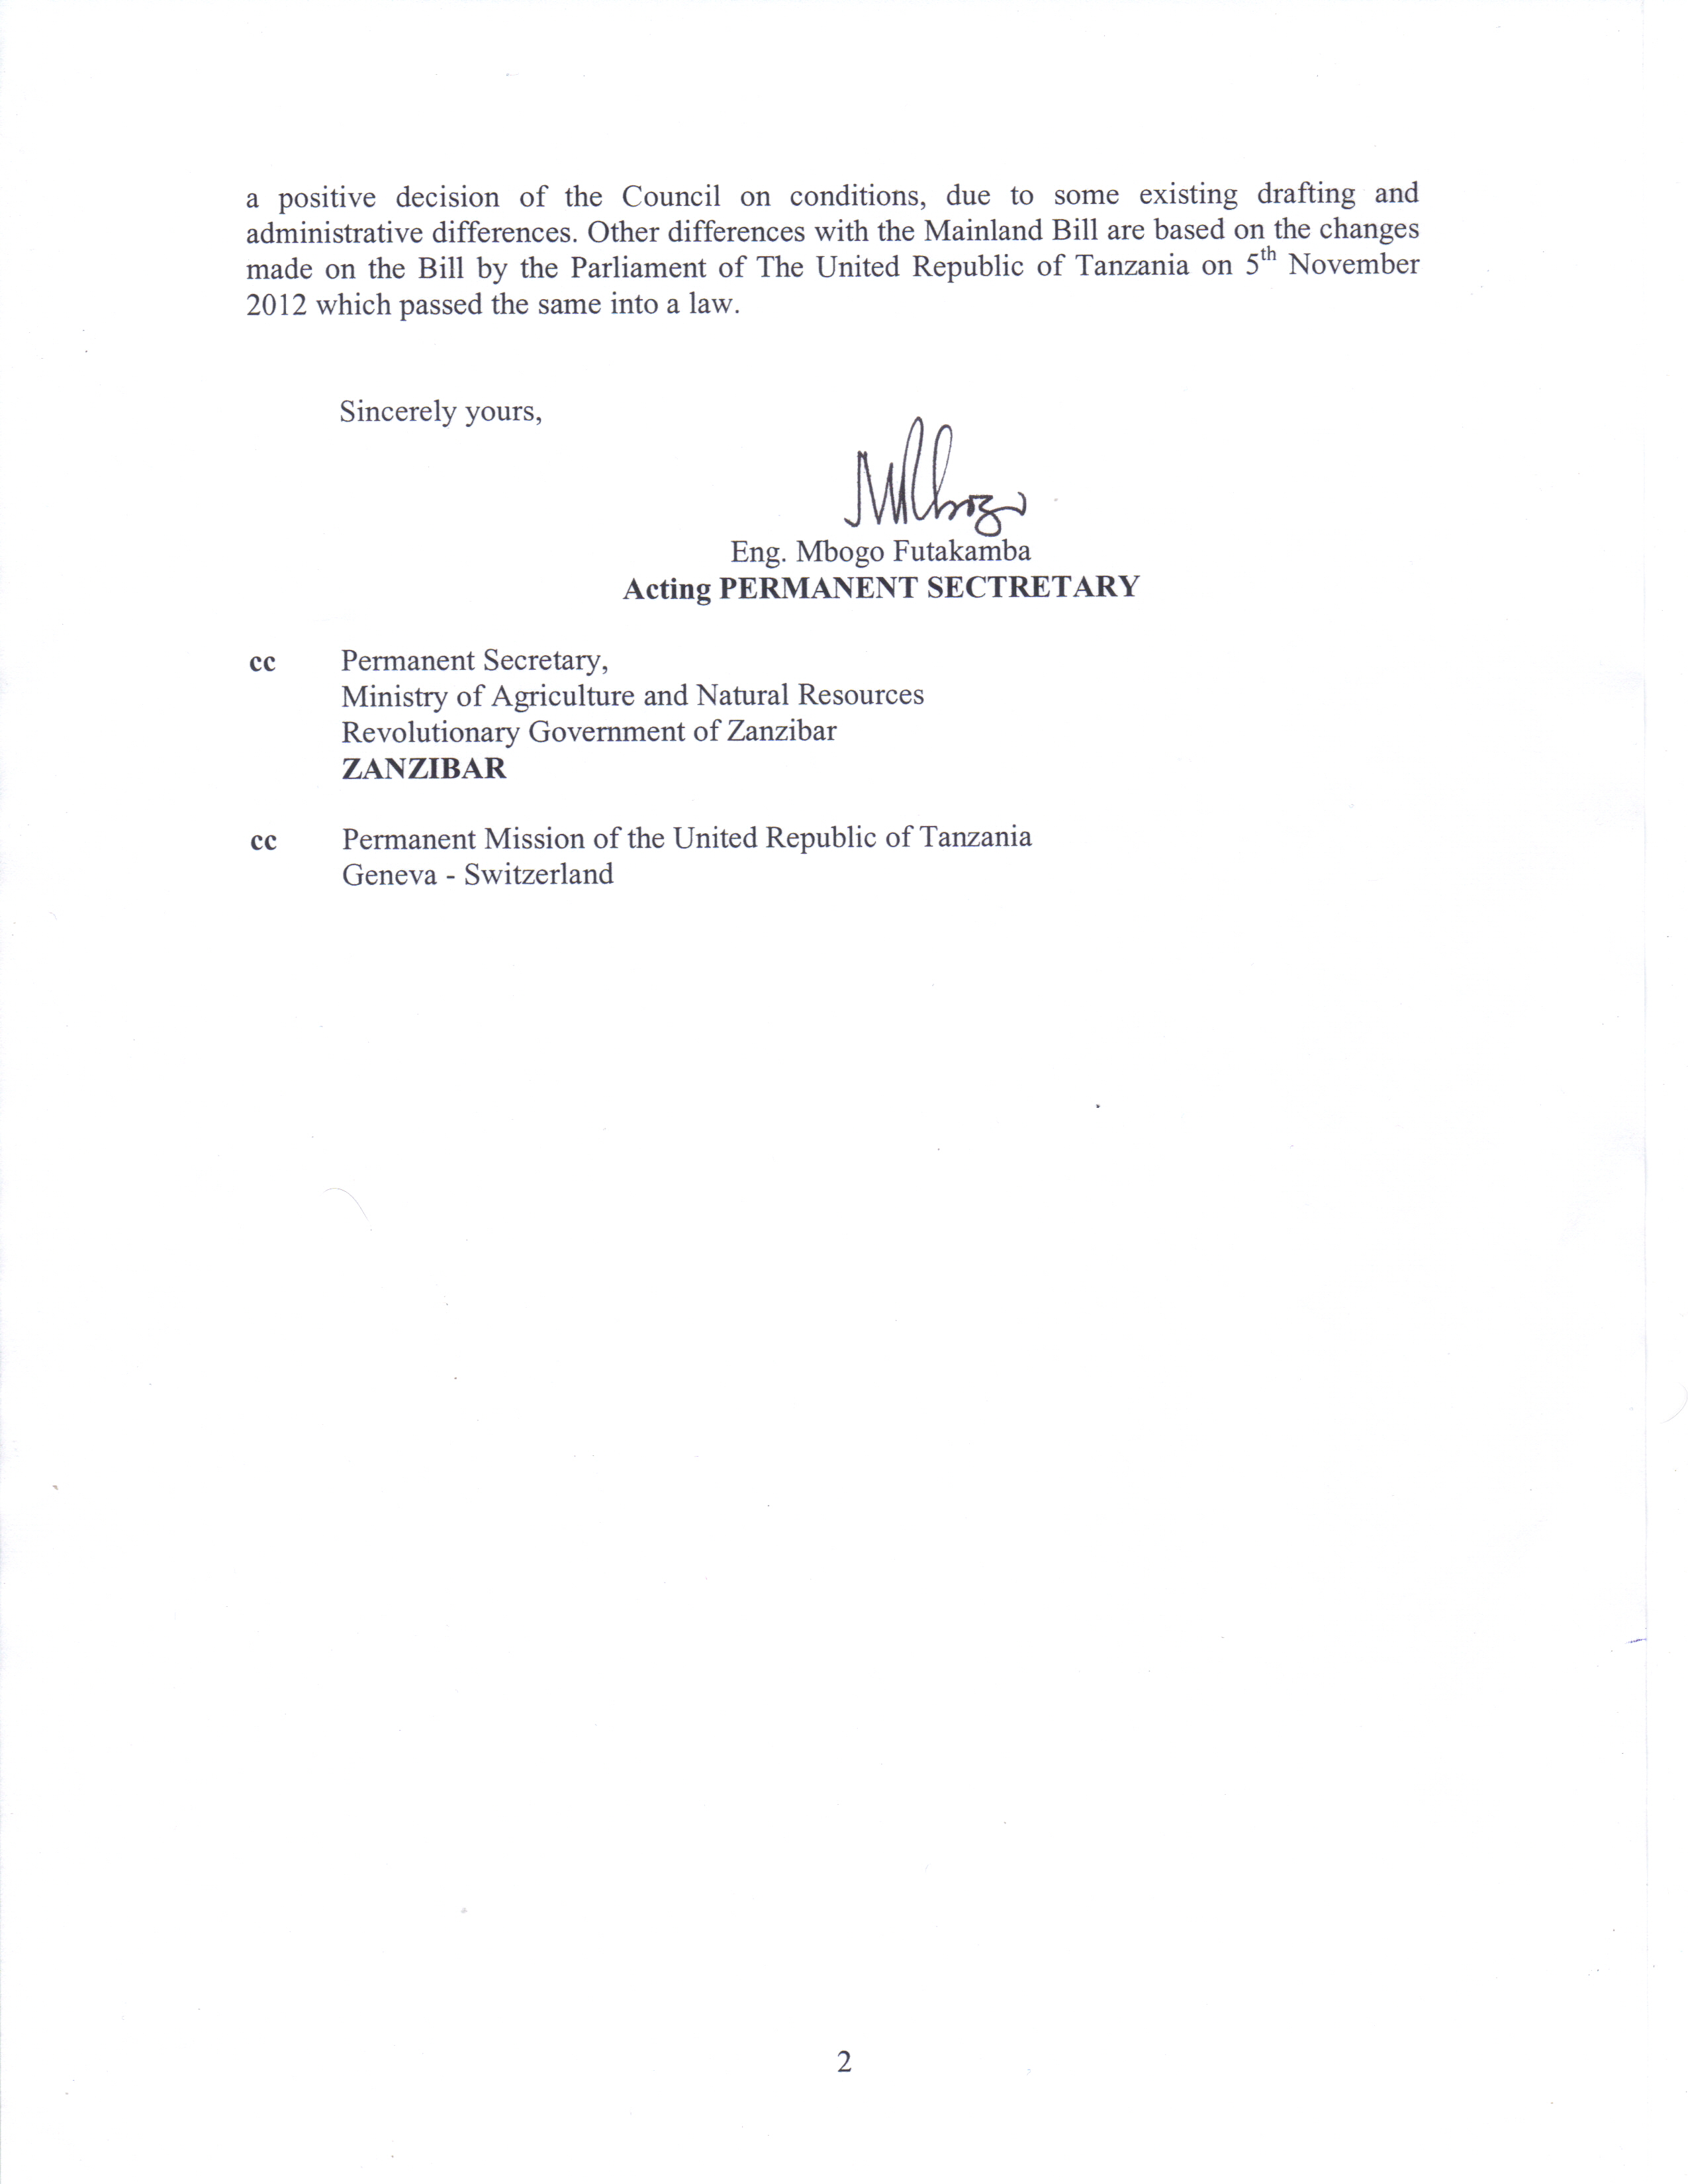 a positive decision of the Council on conditions, due to some existing drafting and
administrative differences. Other differences with the Mainland Bill are based on the changes
made on the Bill by the Parliament of The United Republic of Tanzania on 5th November
2012 which passed the same into a law.
Sincerely yours,
Eng. Mbogo Futakamba
Acting PERMANENT SECTRETARY
cc Permanent Secretary,
Ministry of Agriculture and Natural Resources
Revolutionary Government of Zanzibar
ZANZIBAR
cc Permanent Mission of the United Republic of Tanzania
Geneva - Switzerland
2